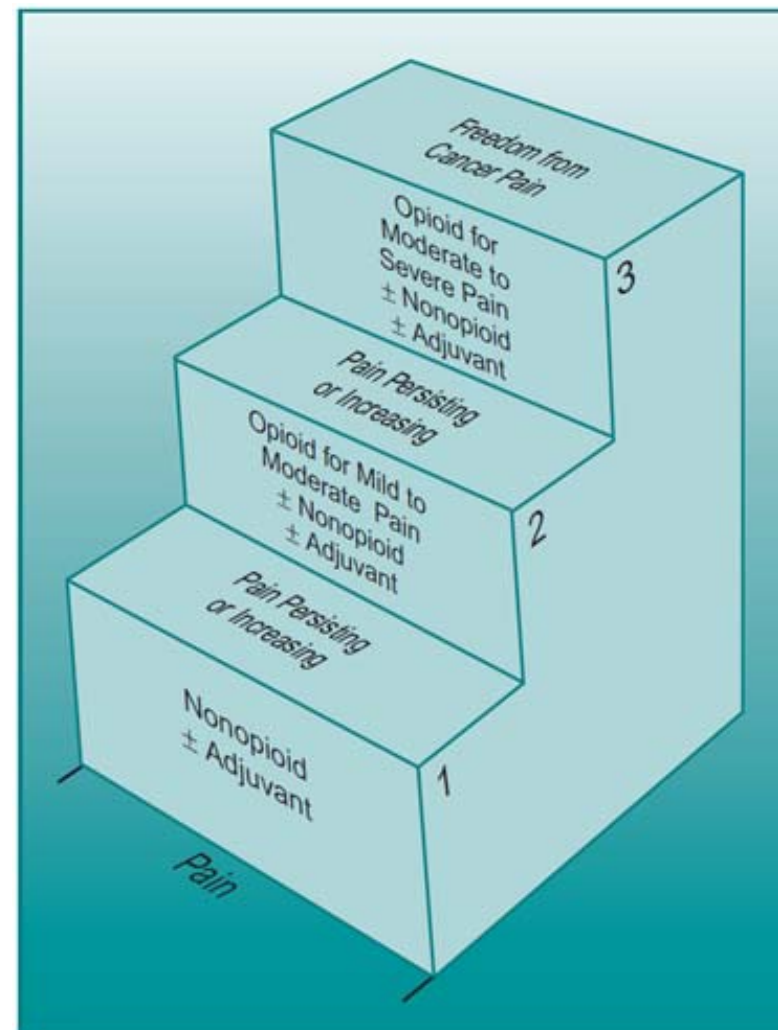 Freedom from
Cancer Pain
Opioid for
Moderate to
Severe Pain
± Nonopioid
± Adjuvant
3
Pain Persisting
or Increasing
Opioid for Mild to
Moderate Pain
± Nonopioid
± Adjuvant
2
Pain Persisting
or Increasing
Nonopioid
± Adjuvant
1
Pain